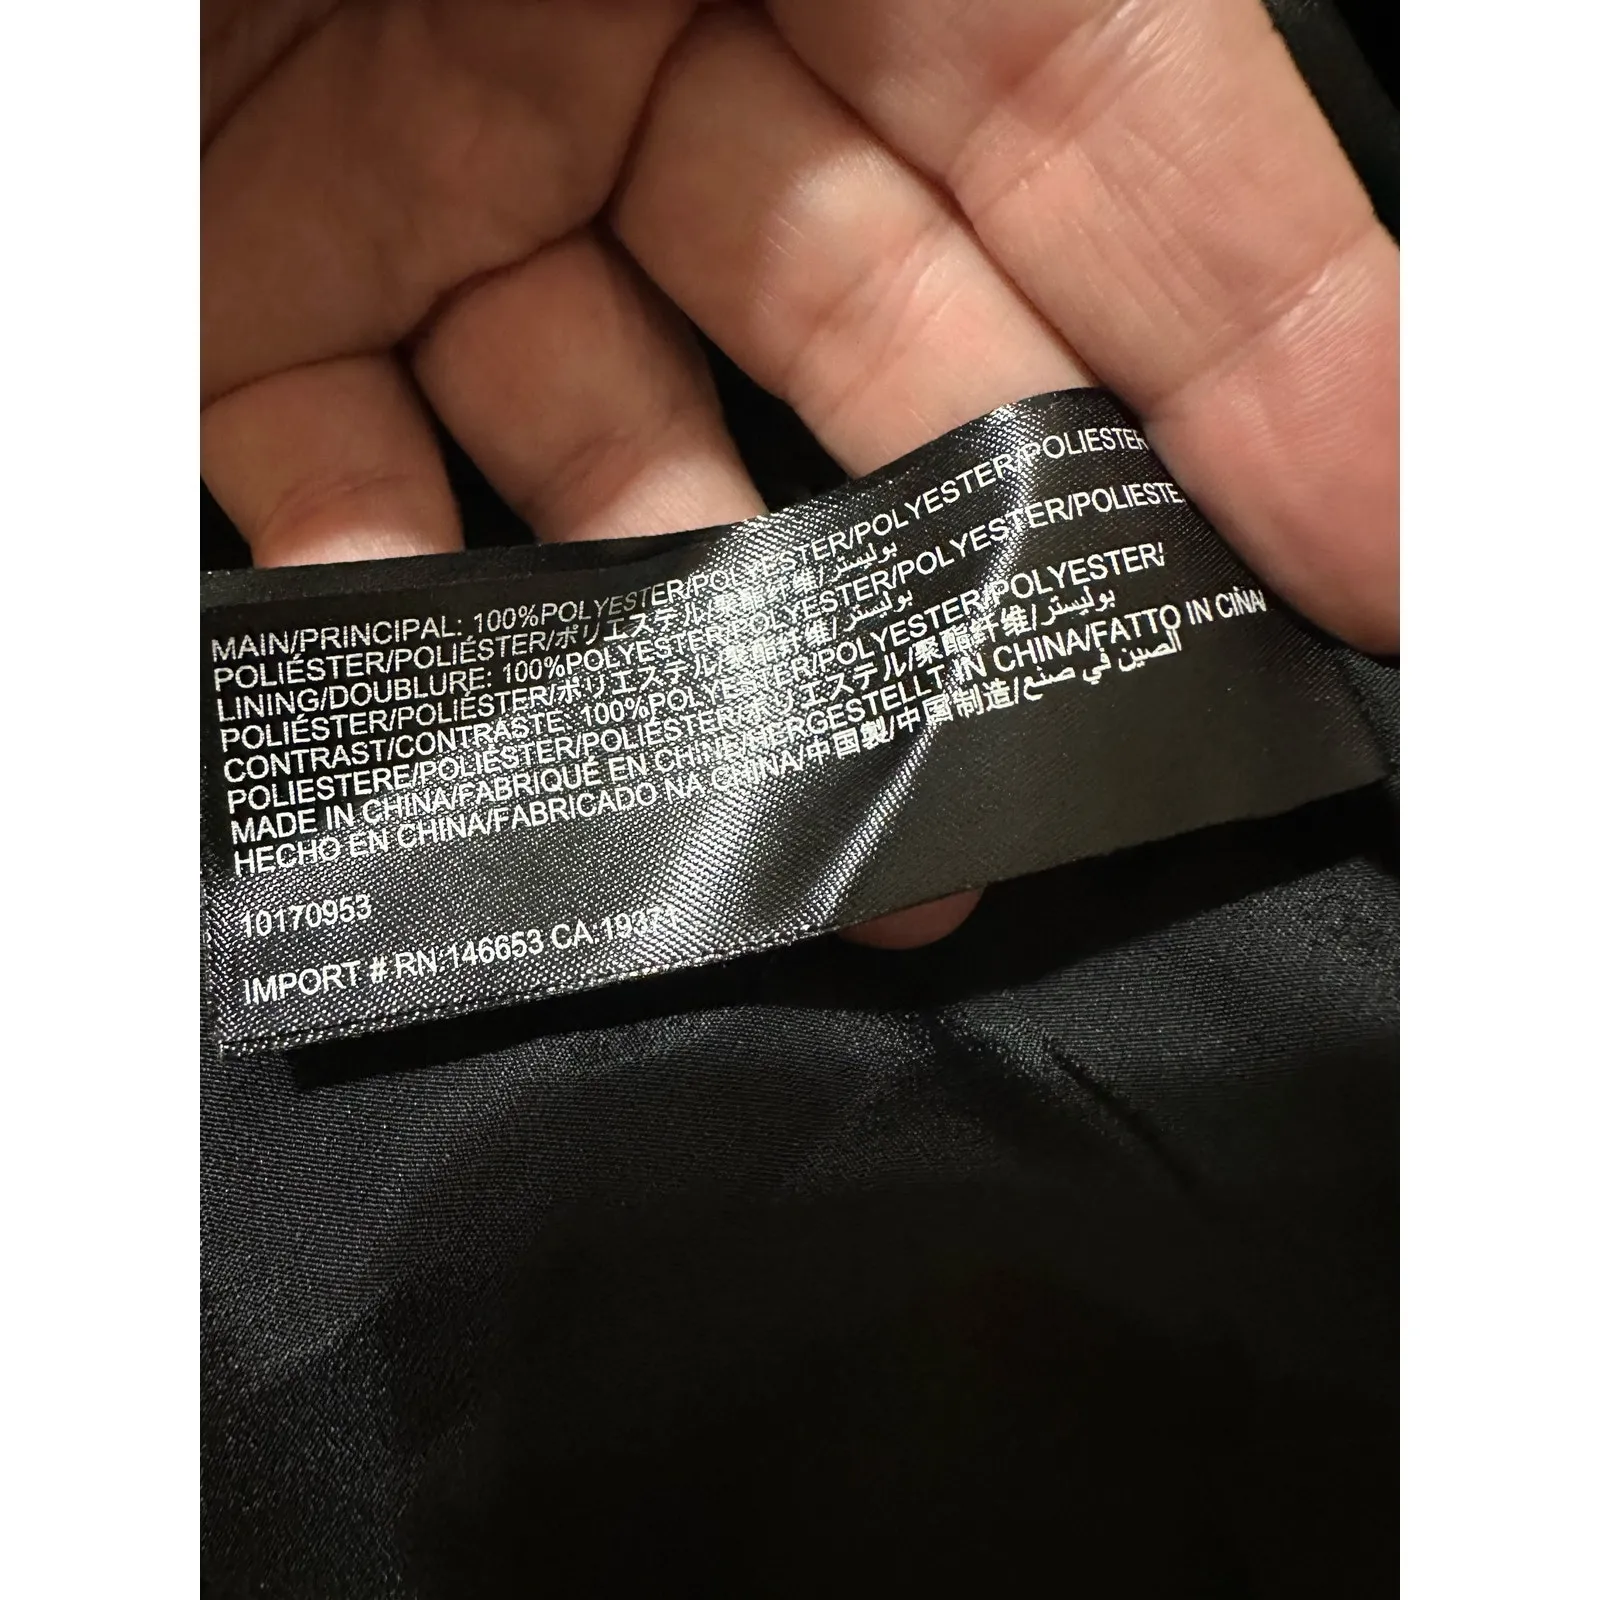 MAIN/PRINCIPAL: 100%POLYESTER/POLYESTER/POLYESTER/POLIESTER
POLIÉSTER/POLIÉSTER/ポリエステル/聚酯纤维/بوليستر
LINING/DOUBLURE: 100%POLYESTER/POLYESTER/POLYESTER/POLIESTE
POLIÉSTER/POLIÉSTER/ポリエステル/聚酯纤维/بوليستر
CONTRAST/CONTRASTE: 100%POLYESTER/POLYESTER/POLYESTER/
POLIESTERE/POLIÉSTER/POLIÉSTER/ポリエステル/聚酯纤维/بوليستر
MADE IN CHINA/FABRIQUÉ EN CHINE/HERGESTELLT IN CHINA/FATTO IN CINA/
HECHO EN CHINA/FABRICADO NA CHINA/中国製/中国制造/الصين في صنع
10170953
IMPORT # RN 146653 CA 19371